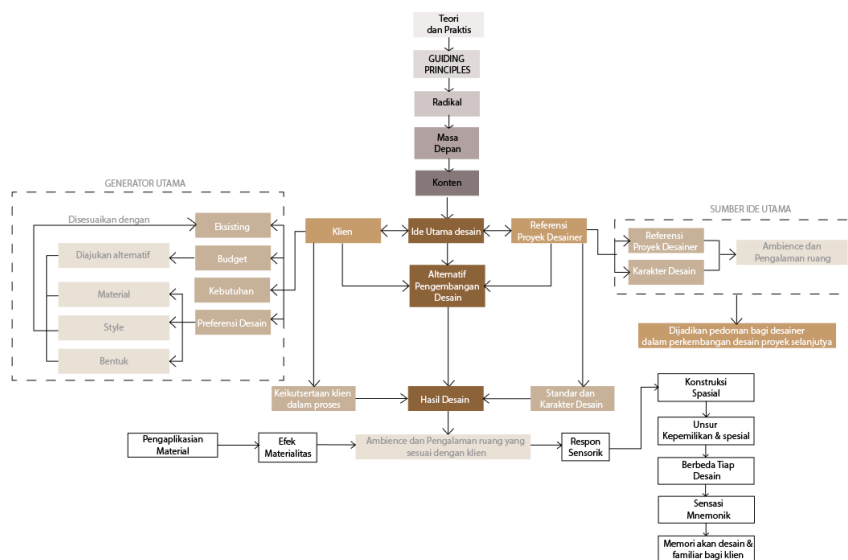 Teori
dan Praktis
GUIDING
PRINCIPLES
Radikal
Masa
Depan
Konten
GENERATOR UTAMA
Disesuaikan dengan
Eksisting
Diajukan alternatif
Budget
Kebutuhan
Material
Style
Preferensi Desain
Bentuk
Klien
Ide Utama desain
Referensi
Proyek Desainer
Alternatif
Pengembangan
Desain
SUMBER IDE UTAMA
Referensi
Proyek Desainer
Karakter Desain
Ambience dan
Pengalaman ruang
Dijadikan pedoman bagi desainer
dalam perkembangan desain proyek selanjutya
Keikutsertaan klien
dalam proses
Hasil Desain
Standar dan
Karakter Desain
Pengaplikasian
Material
Efek
Materialitas
Ambience dan Pengalaman ruang yang
sesuai dengan klien
Respon
Sensorik
Konstruksi
Spasial
Unsur
Kepemilikan & spesial
Berbeda Tiap
Desain
Sensasi
Mnemonik
Memori akan desain &
familiar bagi klien